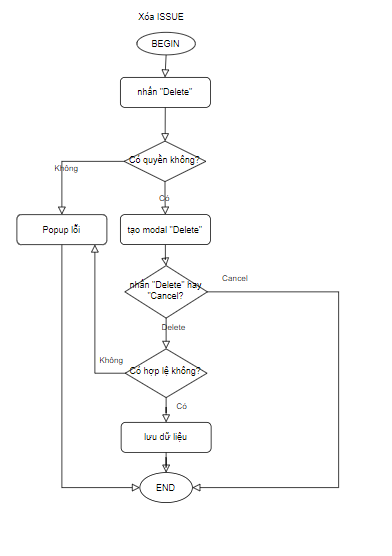 Xóa ISSUE
BEGIN
nhấn "Delete"
Có quyền không?
Không
Có
Popup lỗi
tạo modal "Delete"
nhấn "Delete" hay
"Cancel?
Cancel
Delete
Không
Có hợp lệ không?
Có
lưu dữ liệu
END